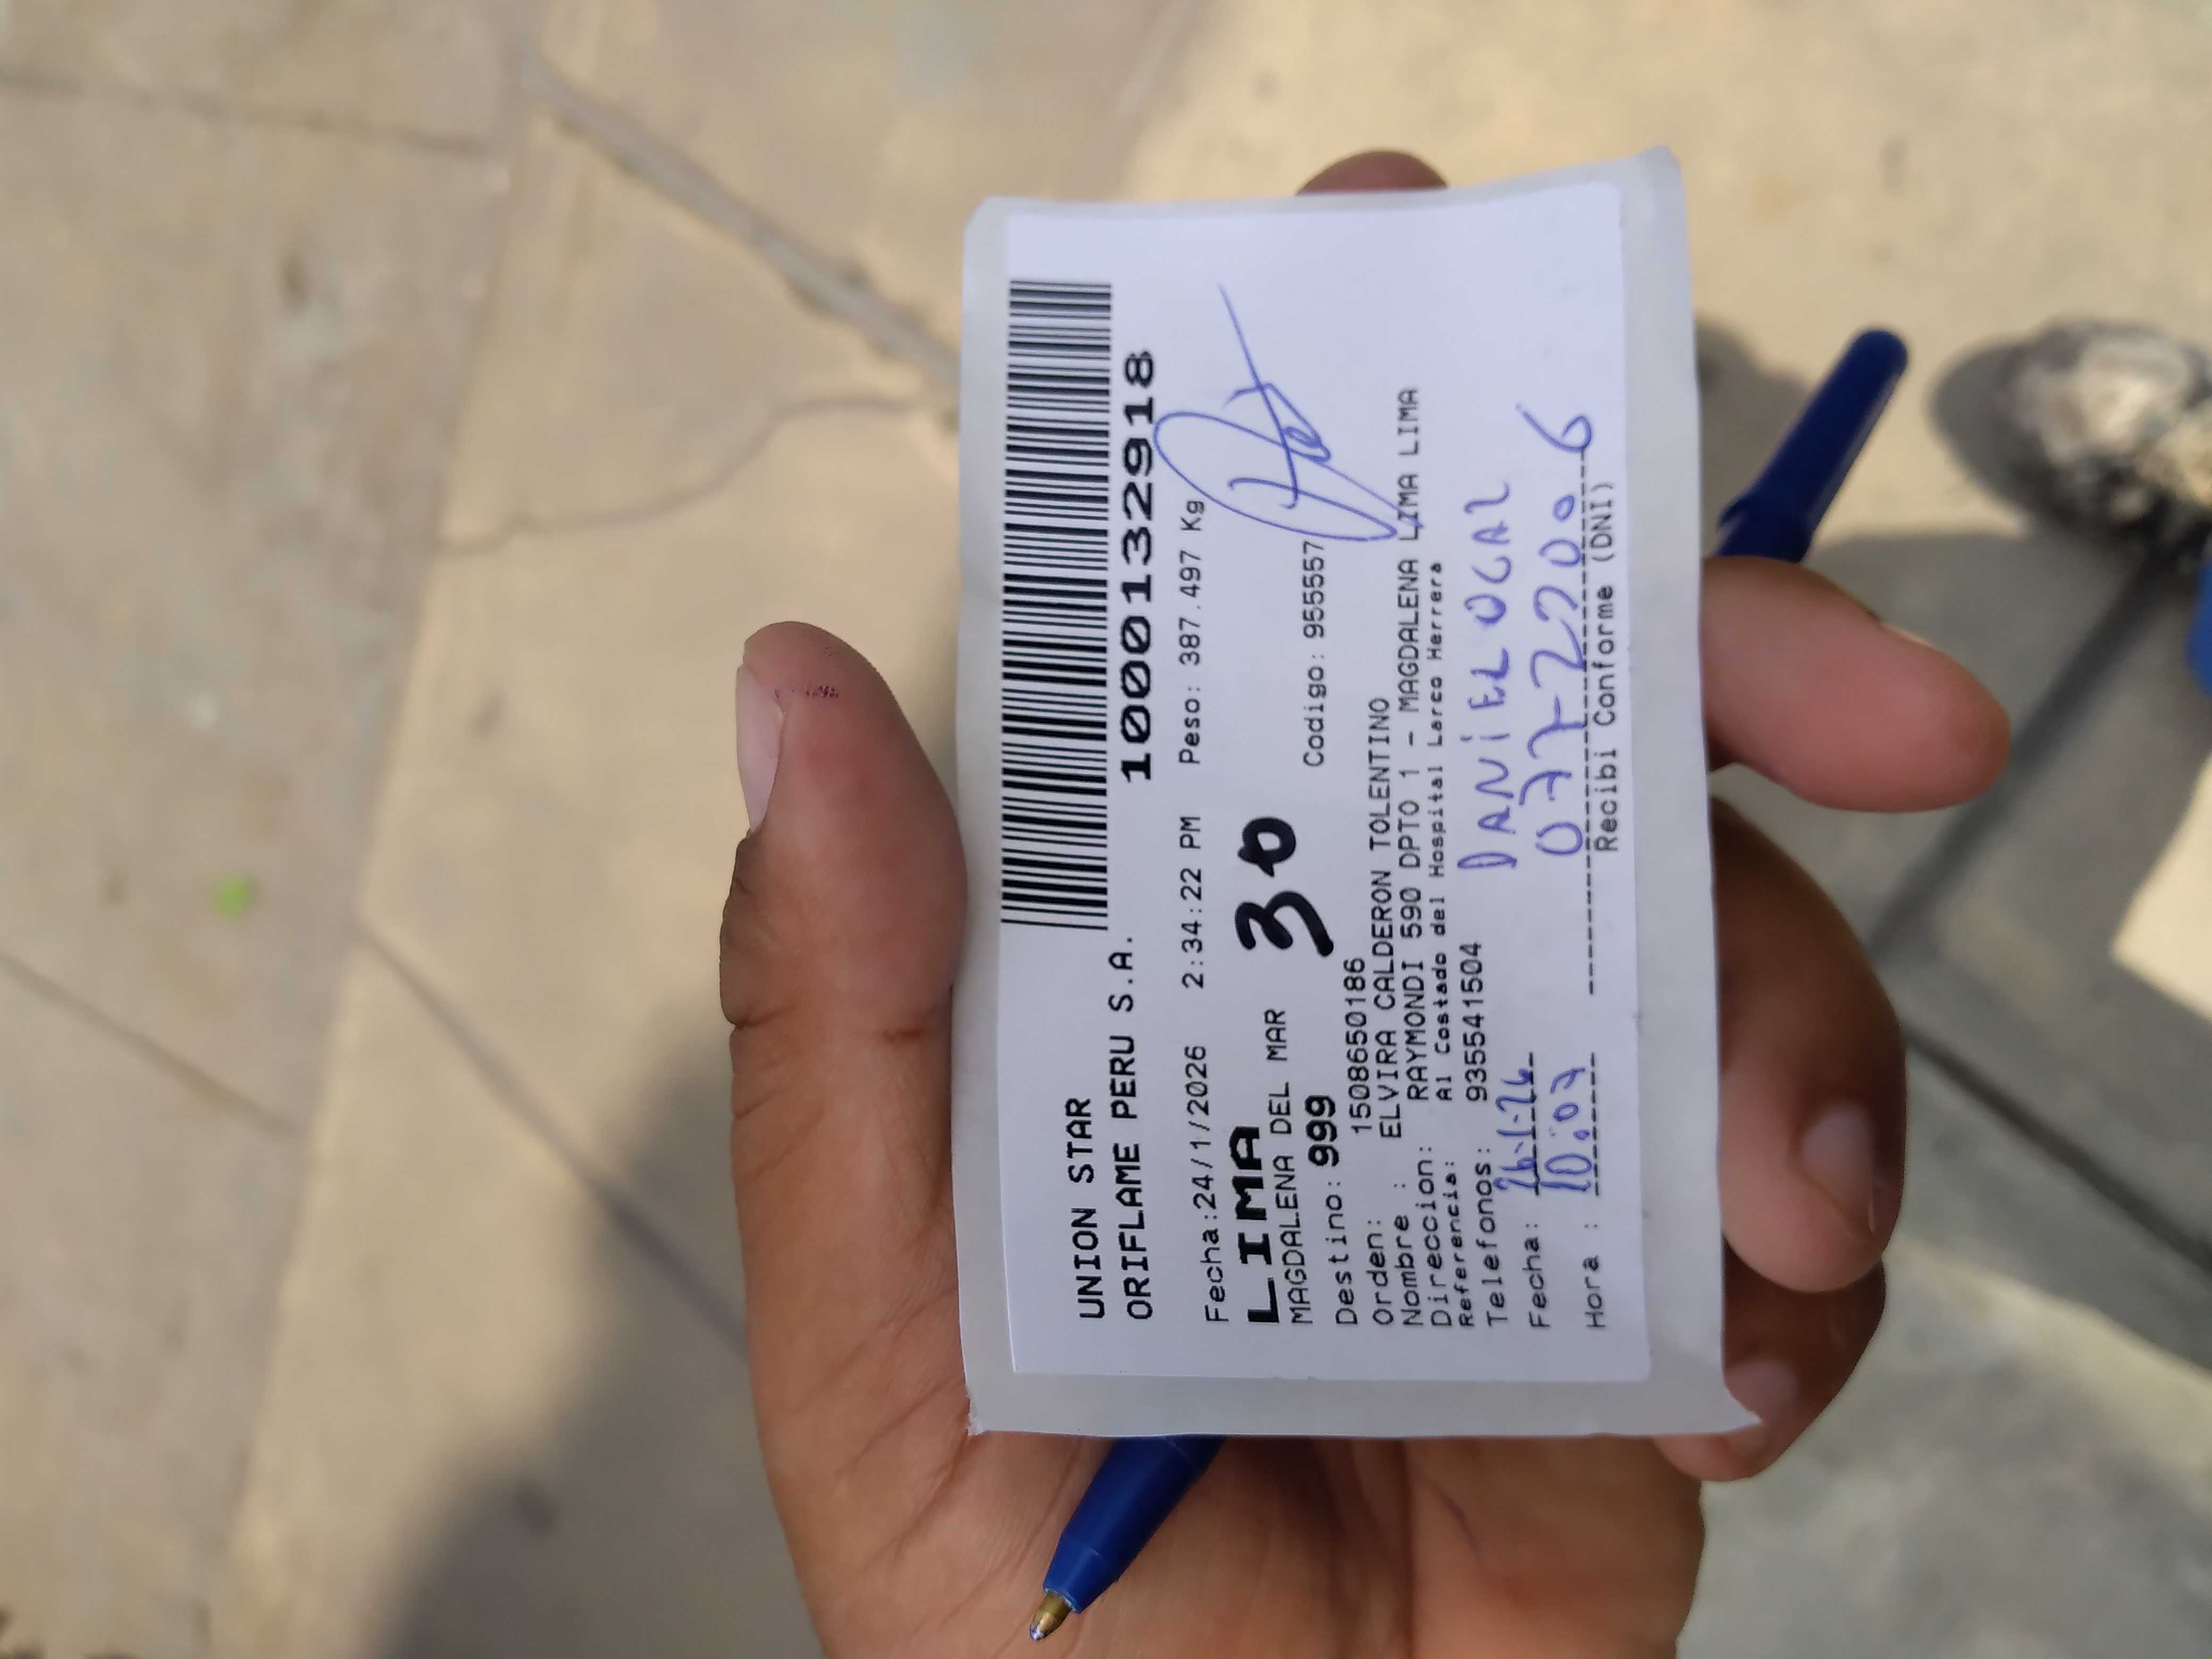 UNION STAR
ORIFLAME PERU S.A. 1000132918
Fecha:24/1/2026 2:34:22 PM Peso: 387.497 Kg
LIMA
MAGDALENA DEL MAR 30
Destino: 999 Codigo: 955557
Orden: 1508650186
Nombre : ELVIRA CALDERON TOLENTINO
Direccion: RAYMONDI 590 DPTO 1 - MAGDALENA LIMA LIMA
Referencia: Al Costado del Hospital Larco Herrera
Telefonos: 935541504
DANiEL OCAL
Fecha: 26-1-26
Hora : 10:07
Recibi Conforme (DNI)